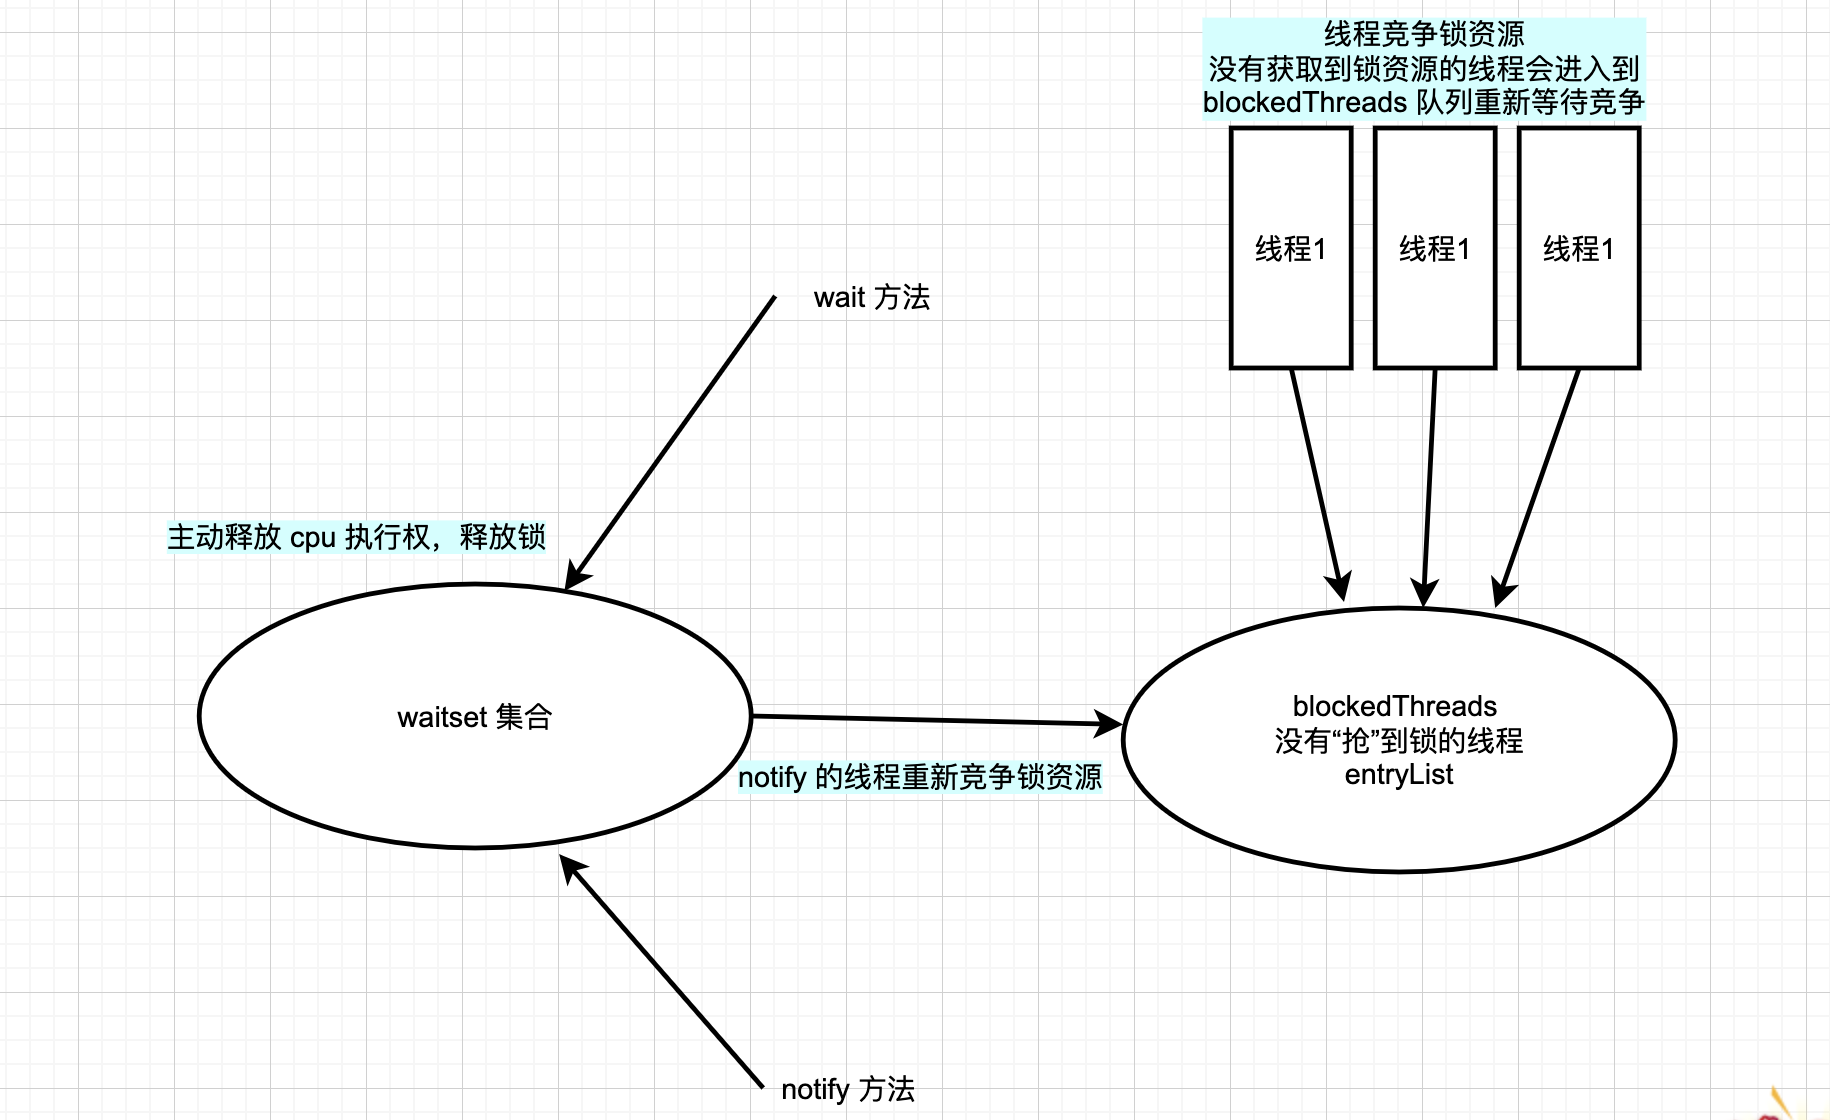 线程竞争锁资源
没有获取到锁资源的线程会进入到
blockedThreads 队列重新等待竞争
线程1
线程1
线程1
wait 方法
主动释放 cpu 执行权，释放锁
waitset 集合
blockedThreads
没有“抢”到锁的线程
entryList
notify 的线程重新竞争锁资源
notify 方法